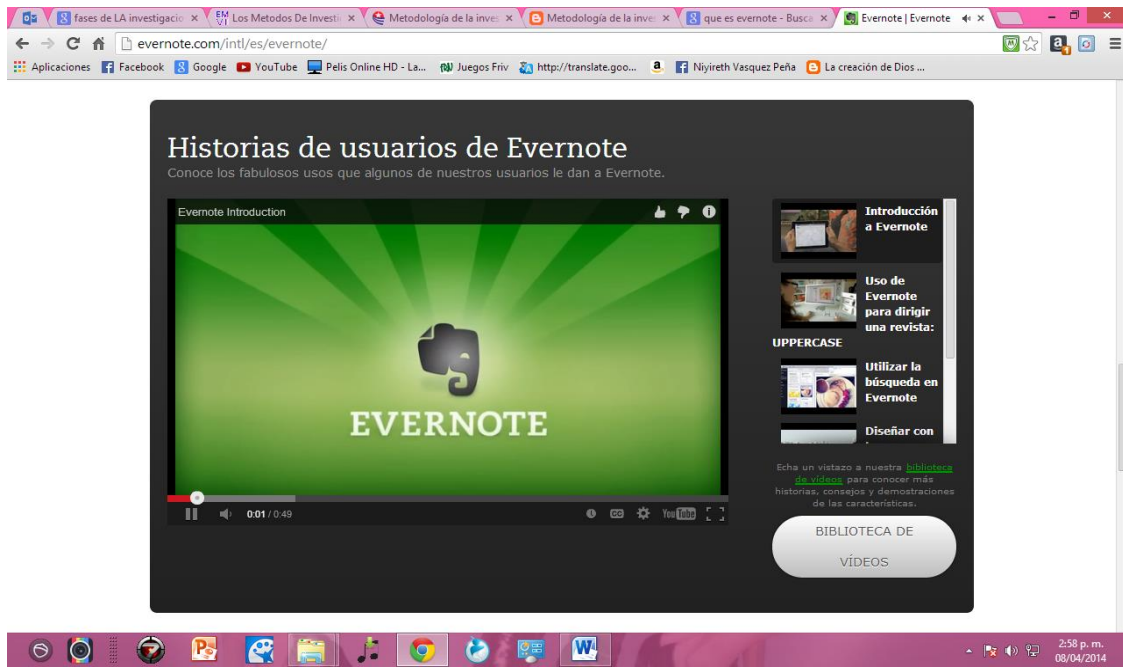 fases de LA investigacio
Los Metodos De Investi
Metodología de la inves
Metodología de la inves
que es evernote - Busca
Evernote | Evernote
evernote.com/intl/es/evernote/
Aplicaciones
Facebook
Google
YouTube
Pelis Online HD - La...
Juegos Friv
http://translate.goo...
Niyireth Vasquez Peña
La creación de Dios ...
Historias de usuarios de Evernote
Conoce los fabulosos usos que algunos de nuestros usuarios le dan a Evernote.
Evernote Introduction
EVERNOTE
0:01 / 0:49
CC
YouTube
Introducción
a Evernote
Uso de
Evernote
para dirigir
una revista:
UPPERCASE
Utilizar la
búsqueda en
Evernote
Diseñar con
Echa un vistazo a nuestra biblioteca
de vídeos para conocer más
historias, consejos y demostraciones
de las características.
BIBLIOTECA DE
VÍDEOS
2:58 p. m.
08/04/2014